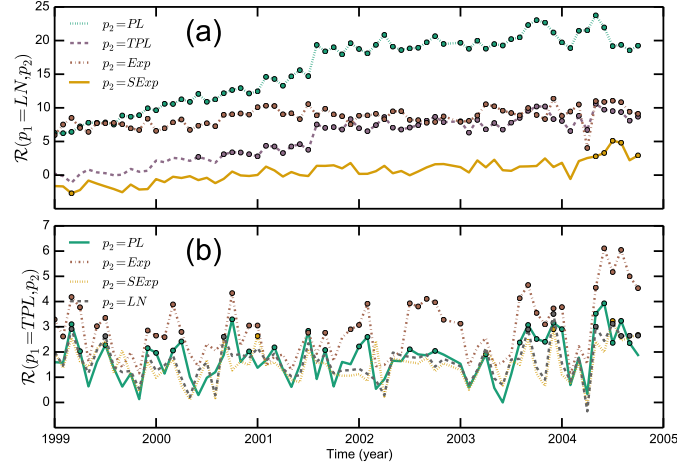 25
20
15
10
5
0
R(p₁=LN,p₂)
p₂=PL
p₂=TPL
p₂=Exp
p₂=SExp
(a)
7
6
5
4
3
2
1
0
R(p₁=TPL,p₂)
p₂=PL
p₂=Exp
p₂=SExp
p₂=LN
(b)
1999 2000 2001 2002 2003 2004 2005
Time (year)